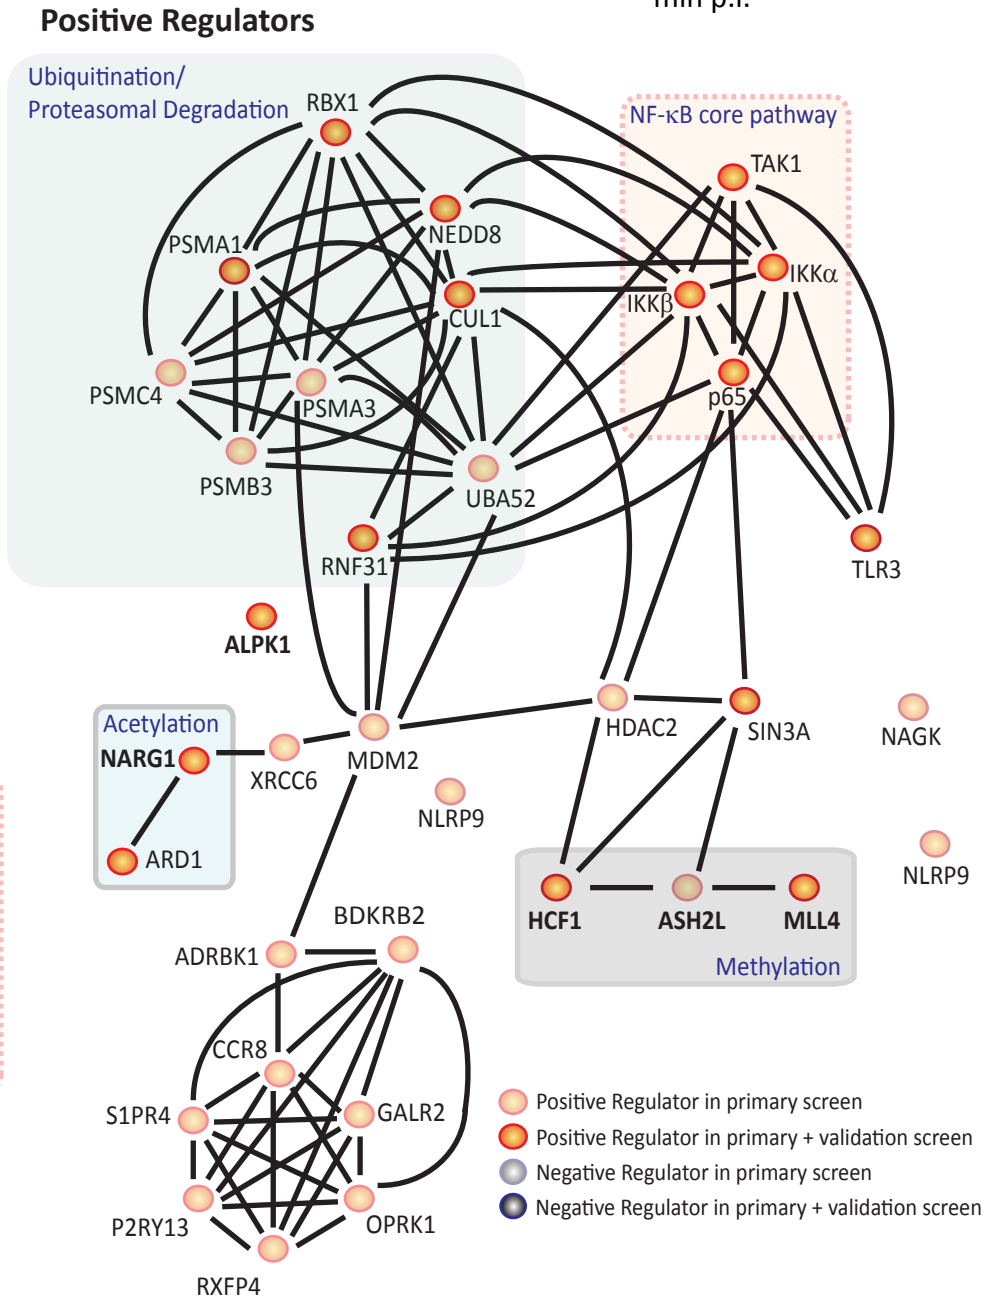 Positive Regulators
Ubiquitination/
Proteasomal Degradation
RBX1
NF-κB core pathway
TAK1
NEDD8
PSMA1
IKKα
IKKβ
CUL1
PSMC4
PSMA3
p65
PSMB3
UBA52
RNF31
TLR3
ALPK1
Acetylation
NARG1
XRCC6
MDM2
HDAC2
SIN3A
NAGK
NLRP9
ARD1
NLRP9
HCF1
ASH2L
MLL4
Methylation
BDKRB2
ADRBK1
CCR8
S1PR4
GALR2
P2RY13
OPRK1
RXFP4
Positive Regulator in primary screen
Positive Regulator in primary + validation screen
Negative Regulator in primary screen
Negative Regulator in primary + validation screen